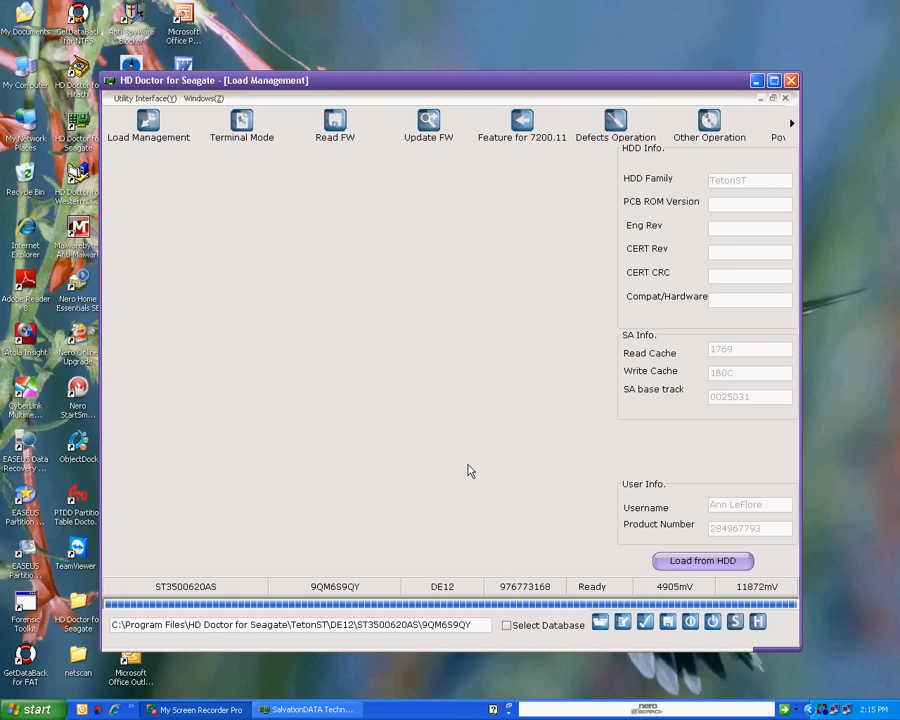 My Documents
GetDataBack for NTFS
Anti-Spyware Blocker
Microsoft Office P...
My Computer
HD Doctor for Hitach
My Network Places
HD Doctor for Seagate
Recycle Bin
HD Doctor for Western D...
Internet Explorer
Malwarebyte Anti-Malware
Adobe Reader 8
Nero Home Essentials SE
Atola Insight
Nero Online Upgrade
CyberLink Multime...
Nero StartSm...
EASEUS Data Recovery ...
ObjectDock
EASEUS Partition ...
PTDD Partition Table Docto...
EASEUS Partitio...
TeamViewer
Forensic Toolkit
HD Doctor for Seagate
GetDataBack for FAT
netscan
Microsoft Office Outl...
HD Doctor for Seagate - [Load Management]
Utility Interface(Y) Windows(Z)
Load Management Terminal Mode Read FW Update FW Feature for 7200.11 Defects Operation Other Operation Pov
HDD Info.
HDD Family TetonST
PCB ROM Version
Eng Rev
CERT Rev
CERT CRC
Compat/Hardware
SA Info.
Read Cache 1769
Write Cache 1B0C
SA base track 0025031
User Info.
Username Ann LeFlore
Product Number 284967793
Load from HDD
ST3500620AS 9QM6S9QY DE12 976773168 Ready 4905mV 11872mV
C:\Program Files\HD Doctor for Seagate\TetonST\DE12\ST3500620AS\9QM6S9QY Select Database S H
start My Screen Recorder Pro SalvationDATA Techn... nero SEARCH 2:15 PM